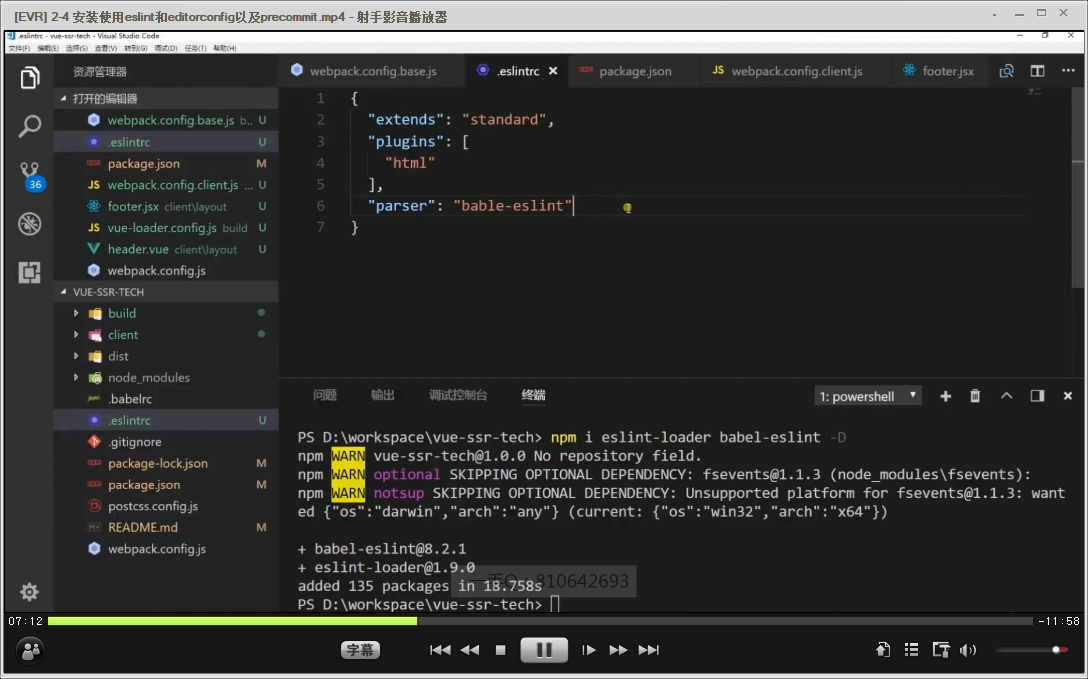 [EVR] 2-4 安装使用eslint和editorconfig以及precommit.mp4 - 射手影音播放器
.eslintrc - vue-ssr-tech - Visual Studio Code
文件(F) 编辑(E) 选择(S) 查看(V) 转到(G) 调试(D) 任务(T) 帮助(H)
资源管理器
webpack.config.base.js .eslintrc package.json JS webpack.config.client.js footer.jsx
打开的编辑器
webpack.config.base.js b... U
.eslintrc U
package.json M
JS webpack.config.client.js ... U
footer.jsx client\layout U
JS vue-loader.config.js build U
header.vue client\layout U
webpack.config.js
36
VUE-SSR-TECH
build
client
dist
node_modules
.babelrc
.eslintrc U
.gitignore
package-lock.json M
package.json M
postcss.config.js
README.md M
webpack.config.js
1 {
2 "extends": "standard",
3 "plugins": [
4 "html"
5 ],
6 "parser": "bable-eslint"
7 }
问题 输出 调试控制台 终端 1: powershell
PS D:\workspace\vue-ssr-tech> npm i eslint-loader babel-eslint -D
npm WARN vue-ssr-tech@1.0.0 No repository field.
npm WARN optional SKIPPING OPTIONAL DEPENDENCY: fsevents@1.1.3 (node_modules\fsevents):
npm WARN notsup SKIPPING OPTIONAL DEPENDENCY: Unsupported platform for fsevents@1.1.3: want
ed {"os":"darwin","arch":"any"} (current: {"os":"win32","arch":"x64"})
+ babel-eslint@8.2.1
+ eslint-loader@1.9.0
added 135 packages in 18.758s
810642693
PS D:\workspace\vue-ssr-tech>
07:12 -11:58
字幕